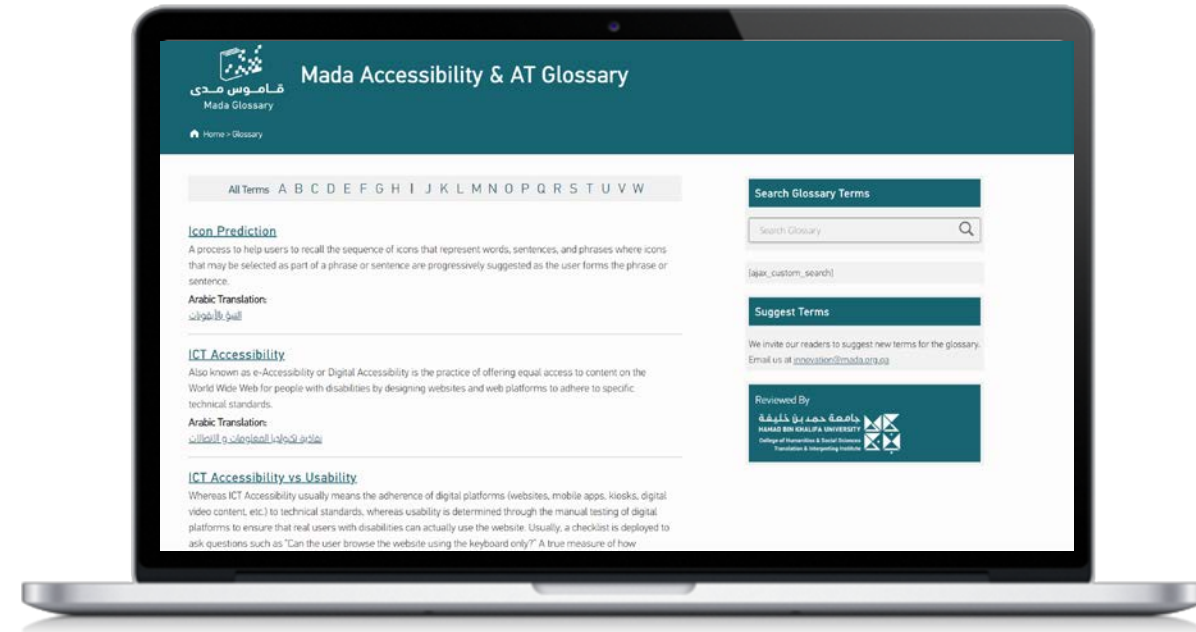 قاموس مدى
Mada Glossary
Mada Accessibility & AT Glossary
Home > Glossary
All Terms A B C D E F G H I J K L M N O P Q R S T U V W
Icon Prediction
A process to help users to recall the sequence of icons that represent words, sentences, and phrases where icons
that may be selected as part of a phrase or sentence are progressively suggested as the user forms the phrase or
sentence.
Arabic Translation:
ICT Accessibility
Also known as e-Accessibility or Digital Accessibility is the practice of offering equal access to content on the
World Wide Web for people with disabilities by designing websites and web platforms to adhere to specific
technical standards.
Arabic Translation:
نفاذية تكنولوجيا المعلومات و الاتصالات
ICT Accessibility vs Usability
Whereas ICT Accessibility usually means the adherence of digital platforms (websites, mobile apps, kiosks, digital
video content, etc.) to technical standards, whereas usability is determined through the manual testing of digital
platforms to ensure that real users with disabilities can actually use the website. Usually, a checklist is deployed to
ask questions such as "Can the user browse the website using the keyboard only?" A true measure of how
Search Glossary Terms
Search Glossary
[ajax_custom_search]
Suggest Terms
We invite our readers to suggest new terms for the glossary.
Email us at innovation@mada.org.qa
Reviewed By
جامعة حمد بن خليفة
HAMAD BIN KHALIFA UNIVERSITY
College of Humanities & Social Sciences
Translation & Interpreting Institute